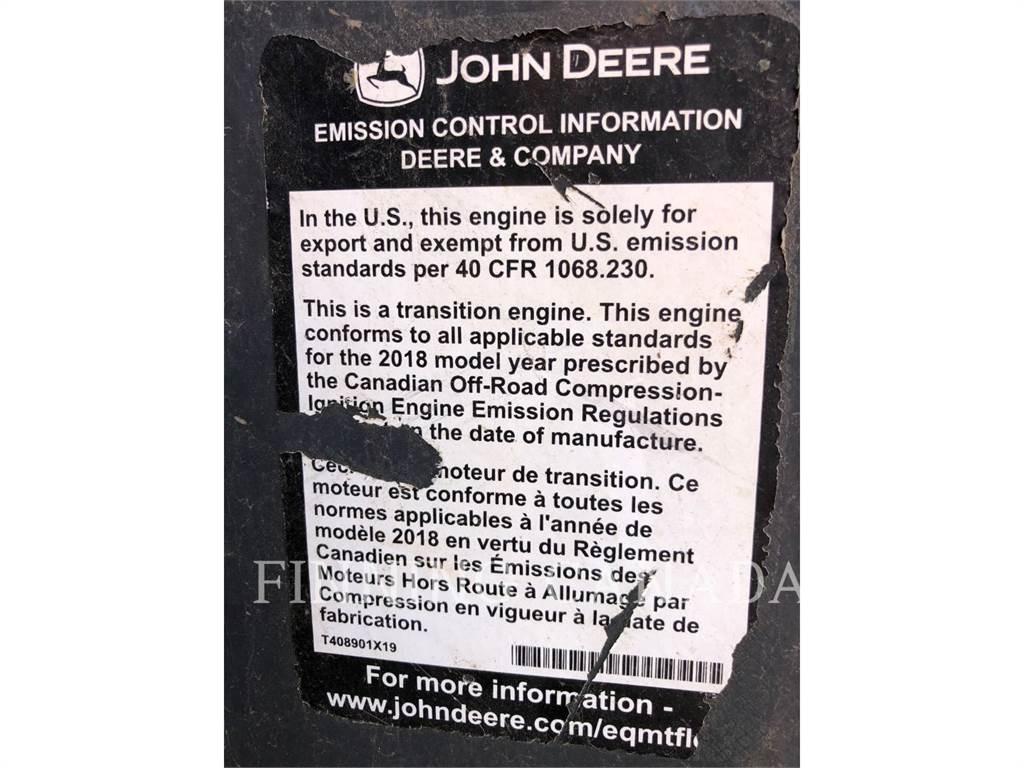 JOHN DEERE
EMISSION CONTROL INFORMATION
DEERE & COMPANY
In the U.S., this engine is solely for
export and exempt from U.S. emission
standards per 40 CFR 1068.230.
This is a transition engine. This engine
conforms to all applicable standards
for the 2018 model year prescribed by
the Canadian Off-Road Compression-
Ignition Engine Emission Regulations
the date of manufacture.
moteur de transition. Ce
moteur est conforme à toutes les
normes applicables à l'année de
modèle 2018 en vertu du Règlement
Canadien sur les Émissions des
Moteurs Hors Route à Allumage par
Compression en vigueur à la date de
fabrication.
T408901X19
For more information -
www.johndeere.com/eqmtfl
FINNING CANADA